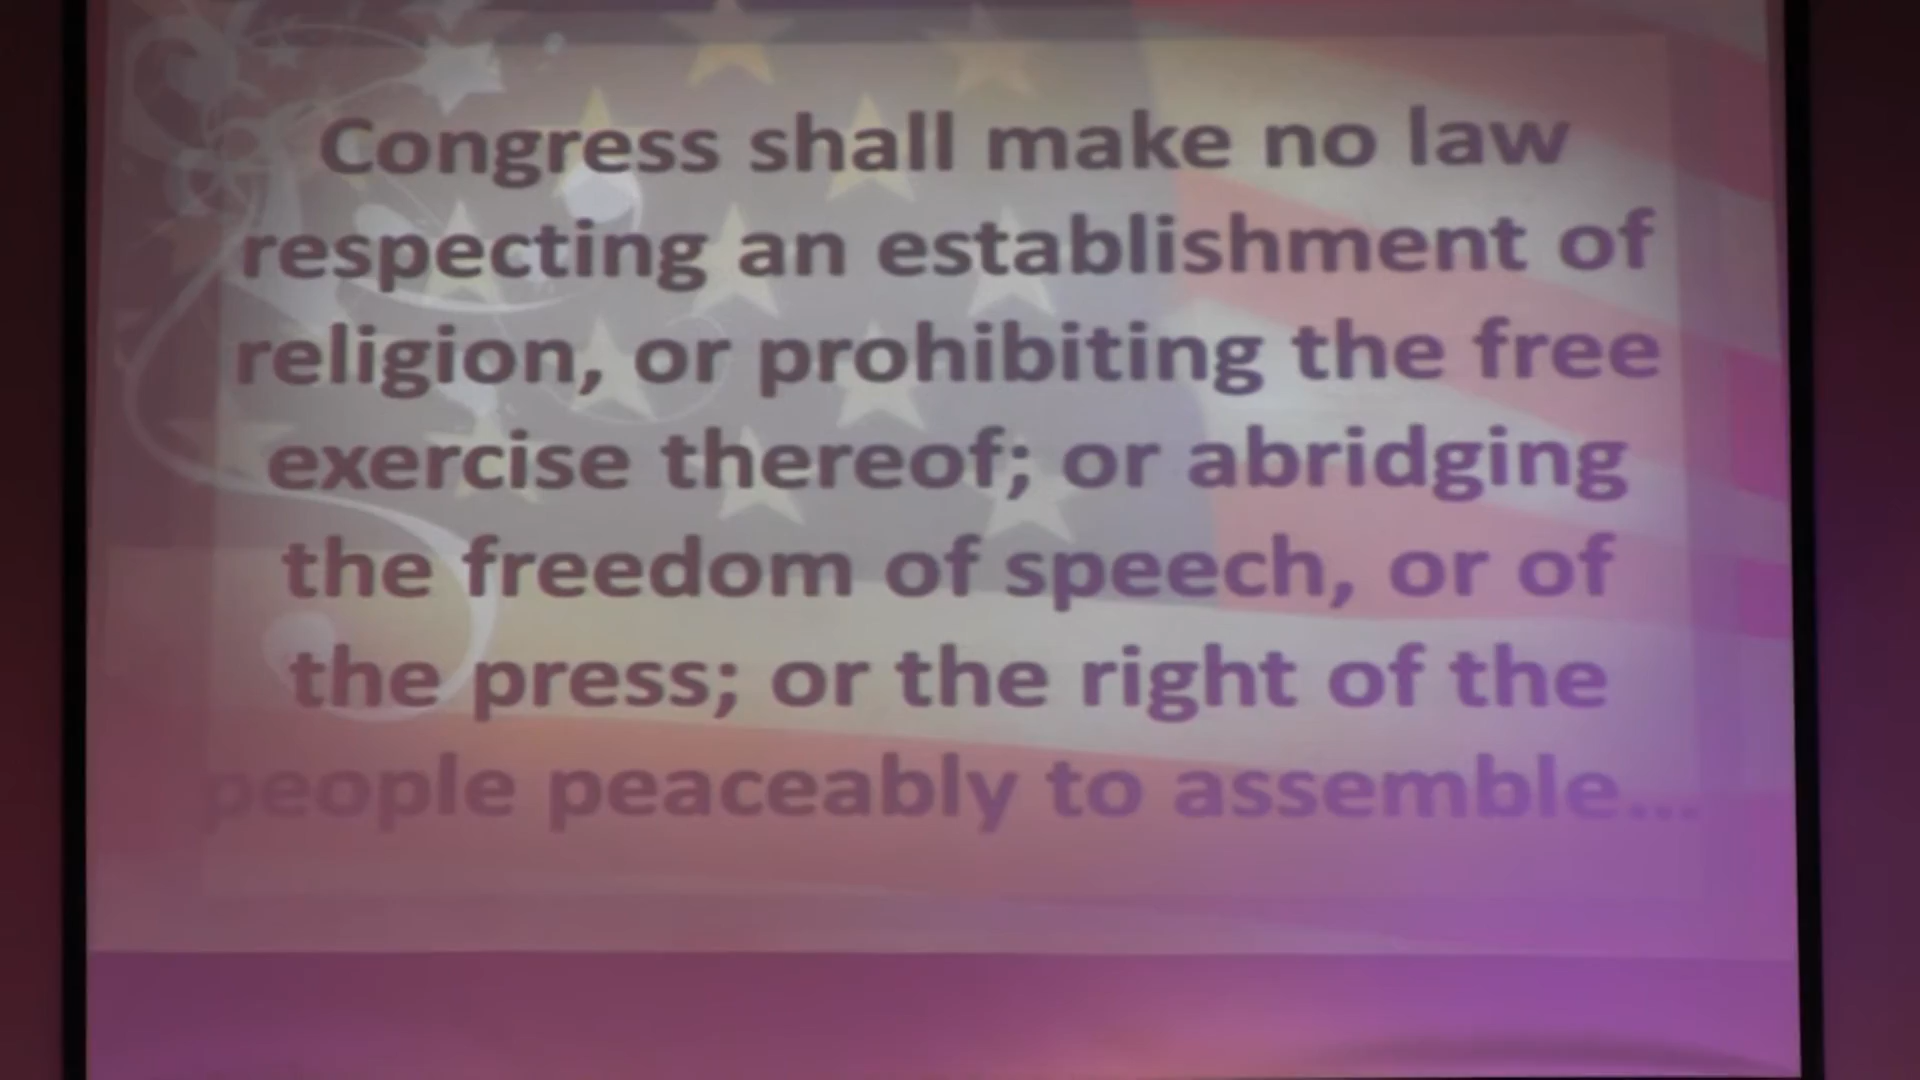 Congress shall make no law
respecting an establishment of
religion, or prohibiting the free
exercise thereof; or abridging
the freedom of speech, or of
the press; or the right of the
people peaceably to assemble...